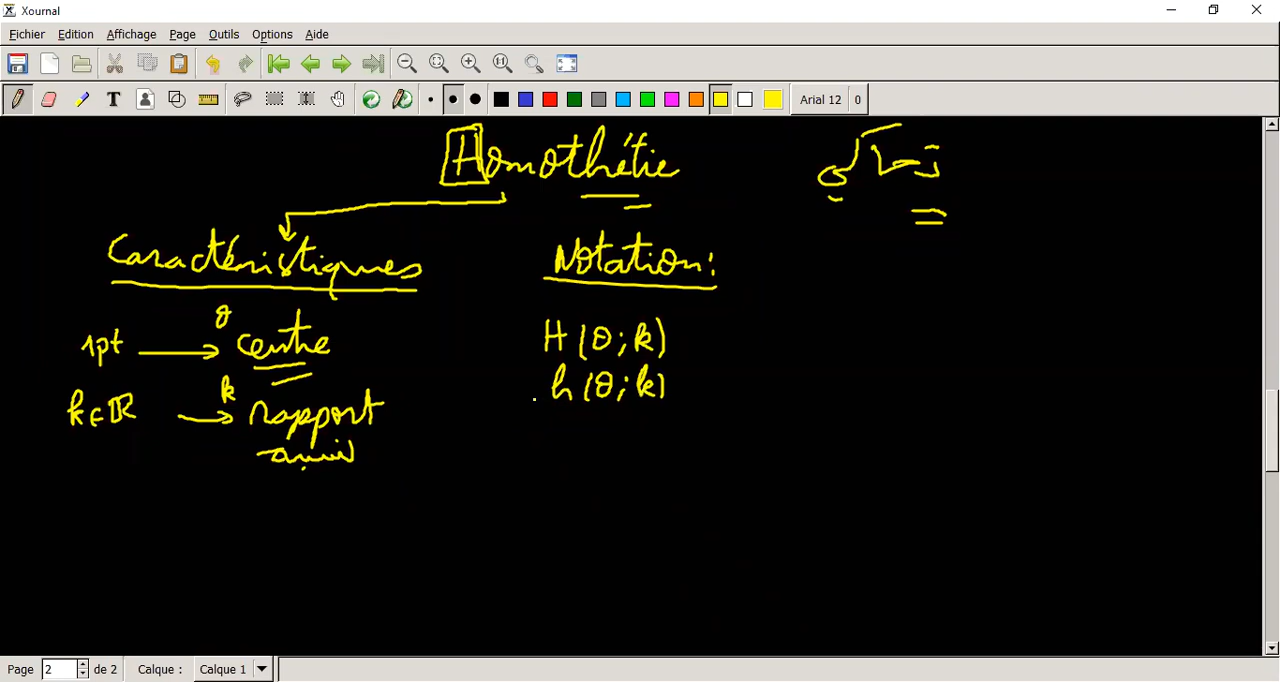 Xournal
Fichier Edition Affichage Page Outils Options Aide
Arial 12 0
Homothétie
تحاكي
Caractéristiques
Notation:
1pt → O centre
H(O;k)
k∈ℝ → k rapport
h(O;k)
نسبة
Page 2 de 2 Calque : Calque 1